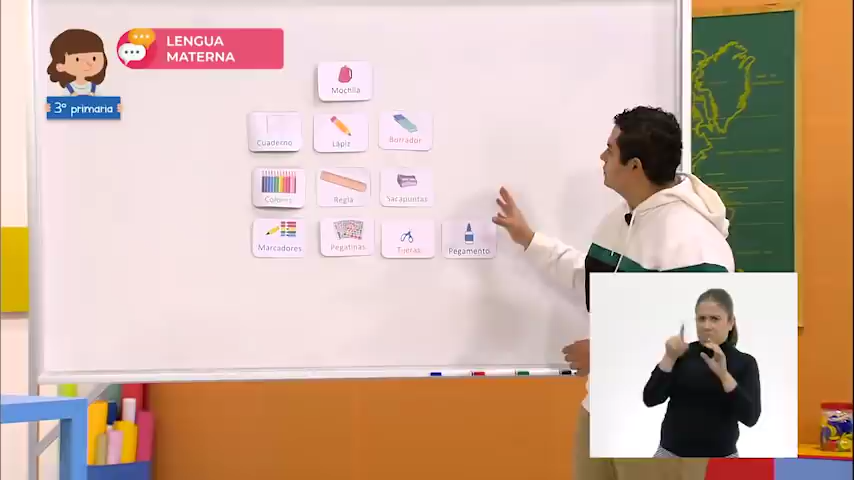 LENGUA
MATERNA
3° primaria
Mochila
Cuaderno
Lápiz
Borrador
Colores
Regla
Sacapuntas
Marcadores
Pegatinas
Tijeras
Pegamento